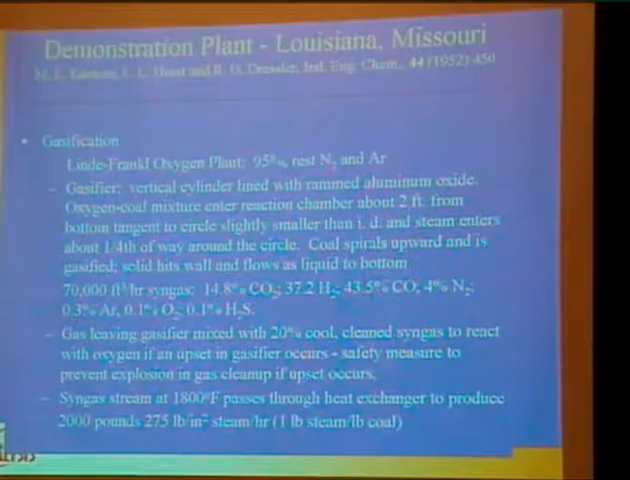 Demonstration Plant - Louisiana, Missouri
and R. G. Dressler, Ind. Eng. Chem., 44 (1952) 450
• Gasification
Linde-Frankl Oxygen Plant: 95%, rest N₂ and Ar
– Gasifier: vertical cylinder lined with rammed aluminum oxide.
Oxygen-coal mixture enter reaction chamber about 2 ft. from
bottom tangent to circle slightly smaller than i. d. and steam enters
about 1/4th of way around the circle. Coal spirals upward and is
gasified; solid hits wall and flows as liquid to bottom
70,000 ft³/hr syngas: 14.8% CO₂; 37.2 H₂; 43.5% CO; 4% N₂;
0.3% Ar, 0.1% O₂; 0.1% H₂S.
– Gas leaving gasifier mixed with 20% cool, cleaned syngas to react
with oxygen if an upset in gasifier occurs - safety measure to
prevent explosion in gas cleanup if upset occurs.
– Syngas stream at 1800°F passes through heat exchanger to produce
2000 pounds 275 lb/in² steam/hr (1 lb steam/lb coal)